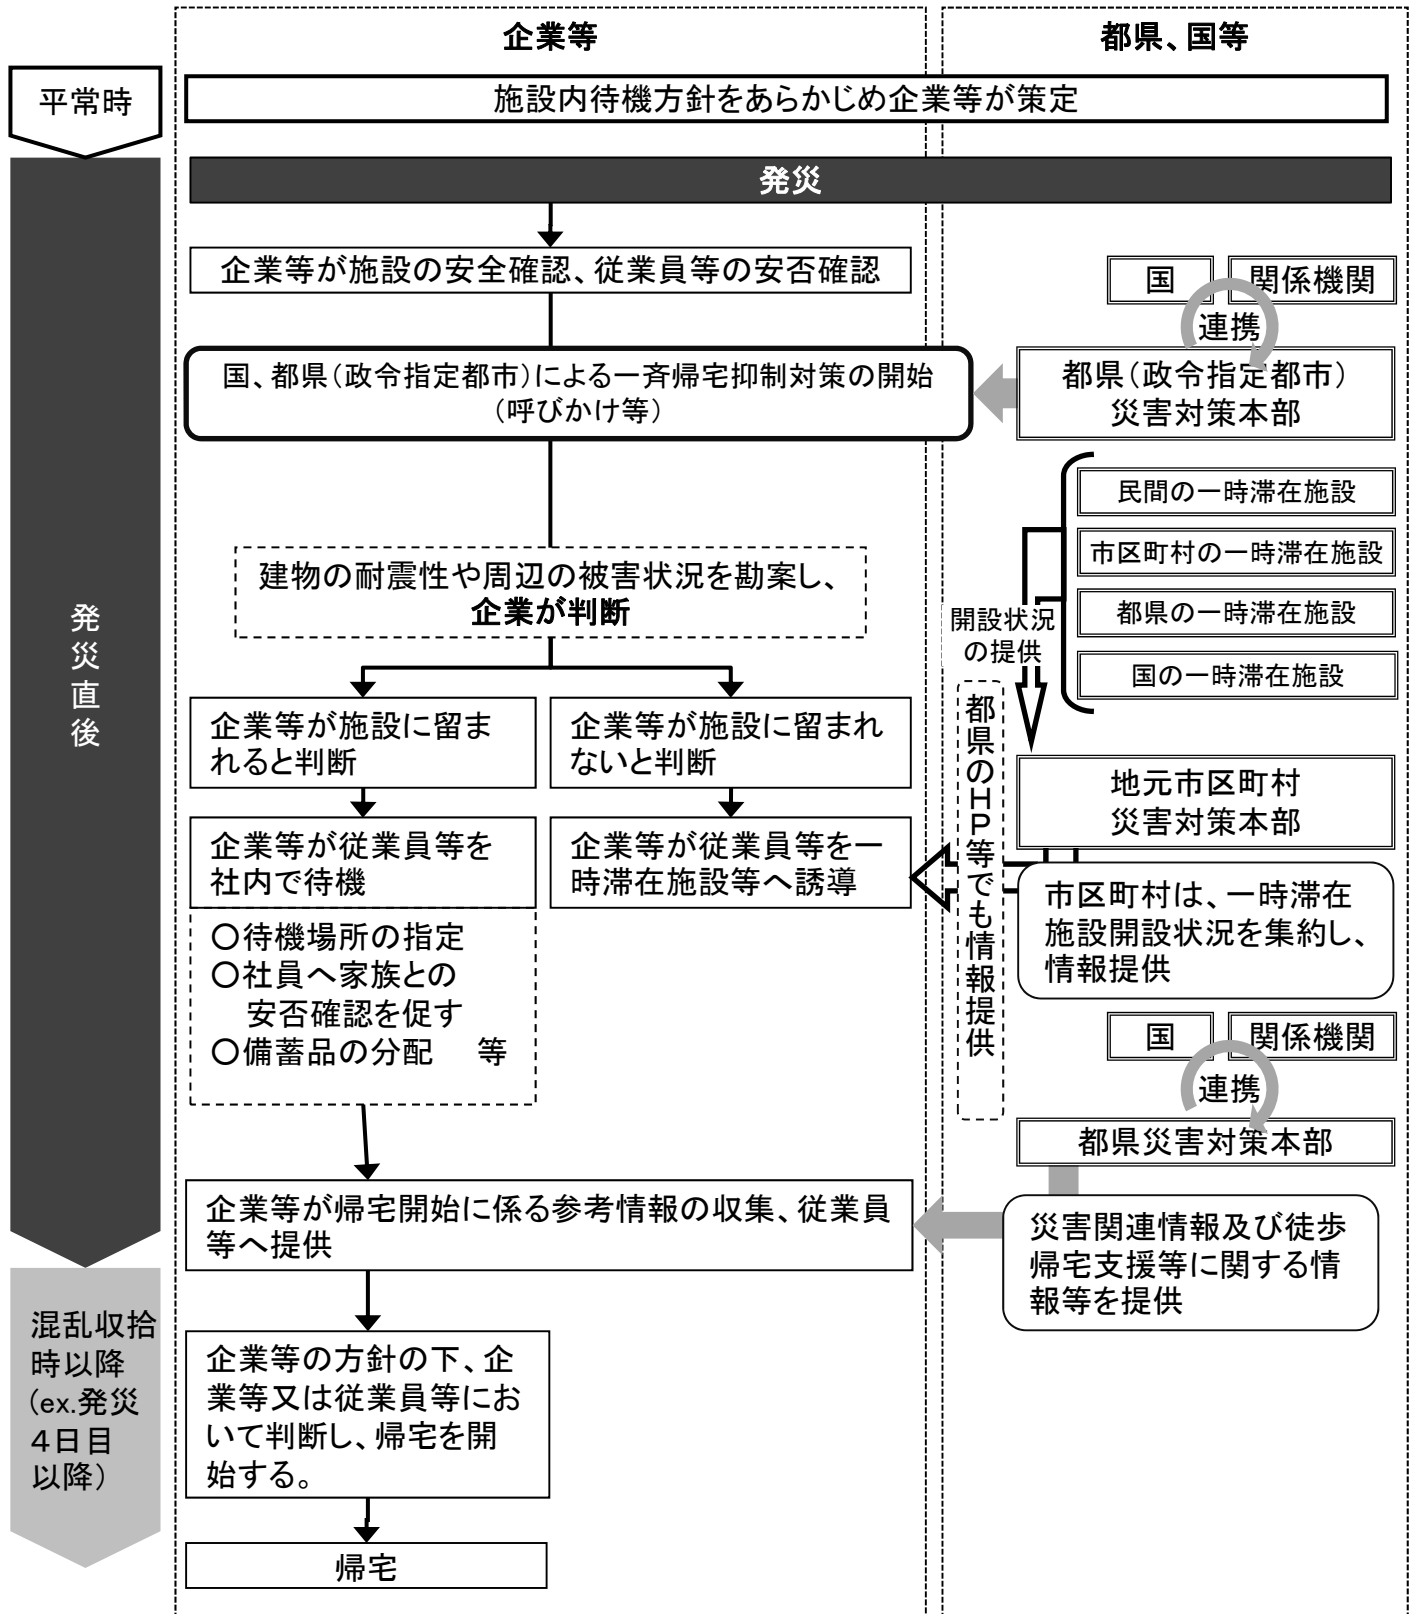 企業等
都県、国等
平常時
施設内待機方針をあらかじめ企業等が策定
発災
発災直後
企業等が施設の安全確認、従業員等の安否確認
国
関係機関
連携
国、都県（政令指定都市）による一斉帰宅抑制対策の開始
（呼びかけ等）
都県（政令指定都市）
災害対策本部
民間の一時滞在施設
市区町村の一時滞在施設
都県の一時滞在施設
国の一時滞在施設
開設状況
の提供
建物の耐震性や周辺の被害状況を勘案し、
企業が判断
企業等が施設に留ま
れると判断
企業等が施設に留まれ
ないと判断
都県のＨＰ等でも情報提供
地元市区町村
災害対策本部
企業等が従業員等を
社内で待機
企業等が従業員等を一
時滞在施設等へ誘導
市区町村は、一時滞在
施設開設状況を集約し、
情報提供
○待機場所の指定
○社員へ家族との
安否確認を促す
○備蓄品の分配　等
国
関係機関
連携
都県災害対策本部
企業等が帰宅開始に係る参考情報の収集、従業員
等へ提供
災害関連情報及び徒歩
帰宅支援等に関する情
報等を提供
混乱収拾
時以降
（ex.発災
４日目
以降）
企業等の方針の下、企
業等又は従業員等にお
いて判断し、帰宅を開
始する。
帰宅